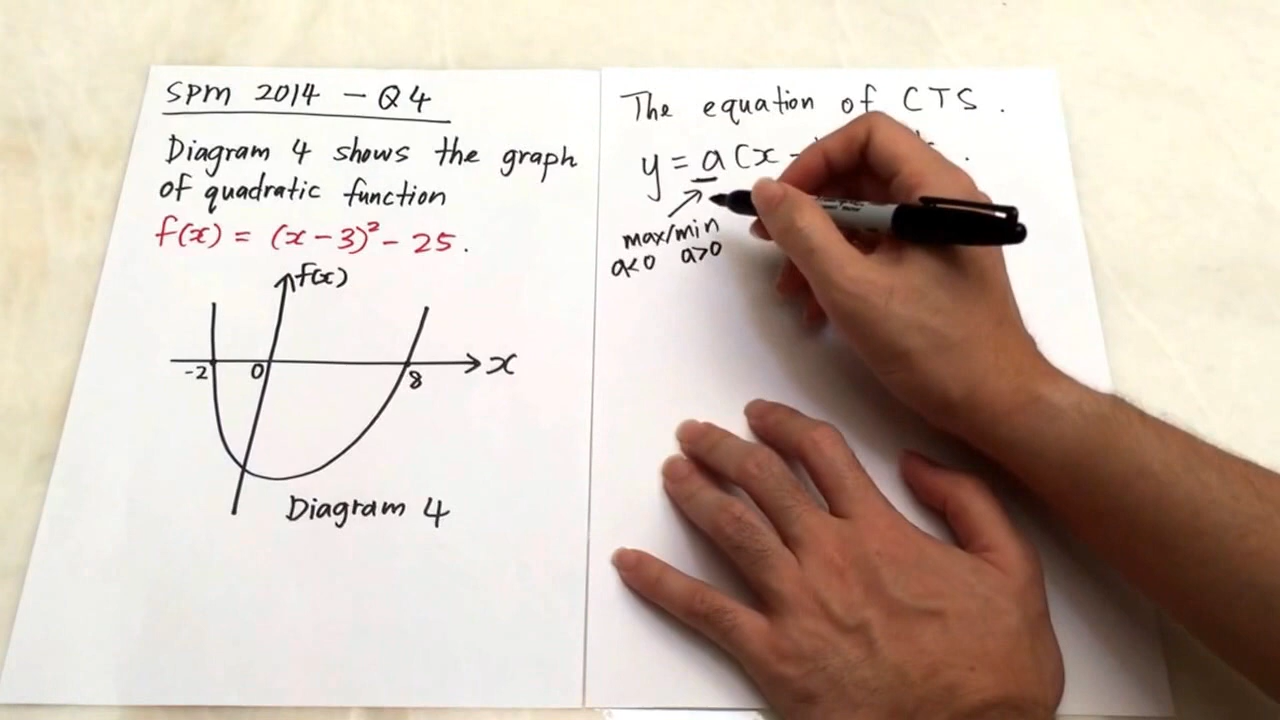 SPM 2014 - Q4
Diagram 4 shows the graph
of quadratic function
f(x) = (x-3)² - 25.
f(x)
-2 0 8 x
Diagram 4
The equation of CTS.
y = a(x -
max/min
a<0 a>0